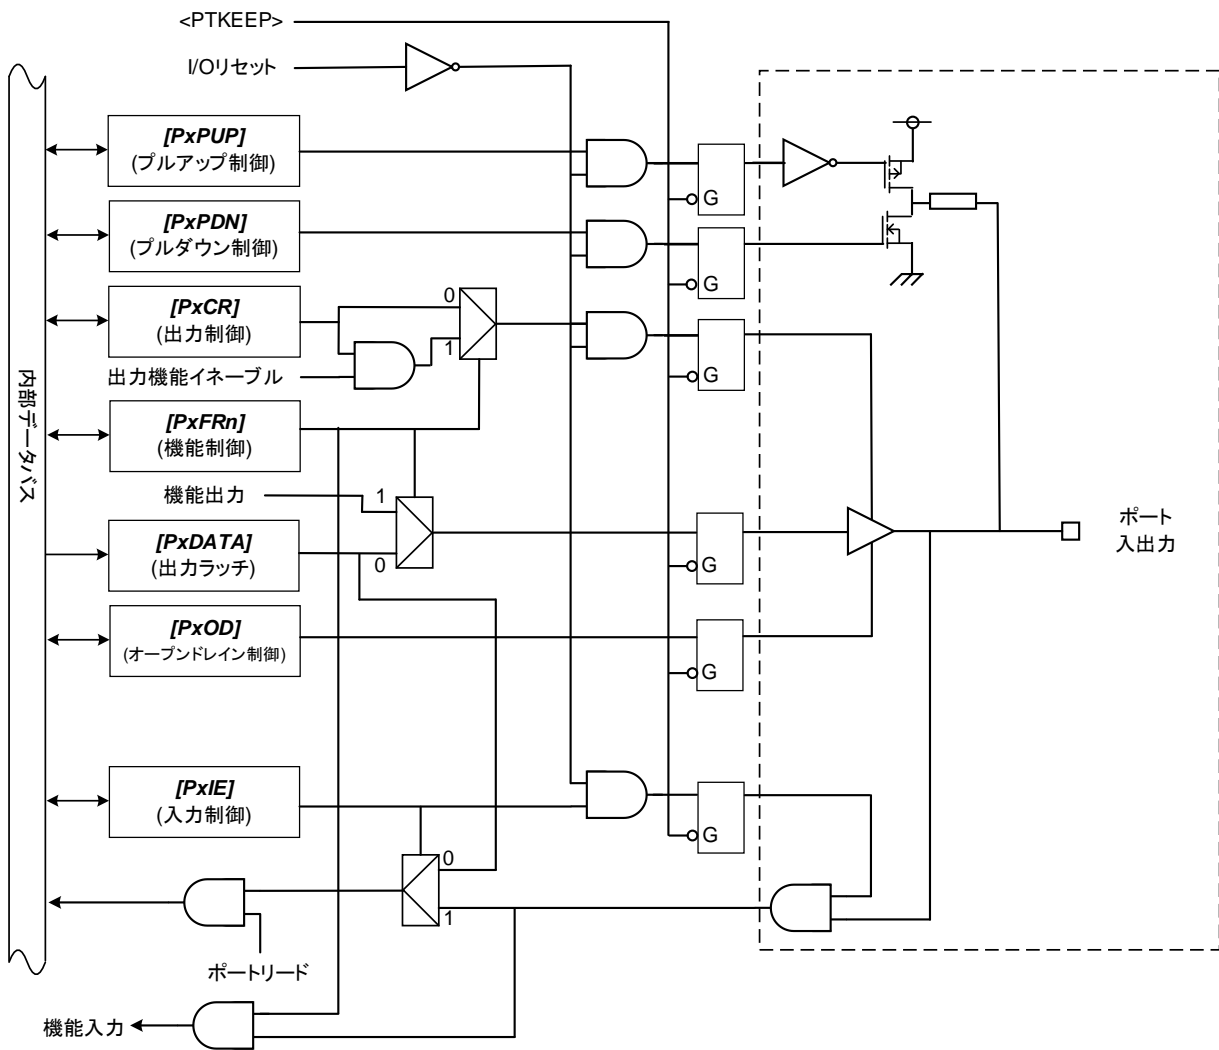 <PTKEEP>
I/Oリセット
[PxPUP]
(プルアップ制御)
G
[PxPDN]
(プルダウン制御)
G
[PxCR]
(出力制御)
0
1
G
出力機能イネーブル
内部データバス
[PxFRn]
(機能制御)
機能出力
1
[PxDATA]
(出力ラッチ)
0
G
ポート
入出力
[PxOD]
(オープンドレイン制御)
G
[PxIE]
(入力制御)
G
0
1
ポートリード
機能入力